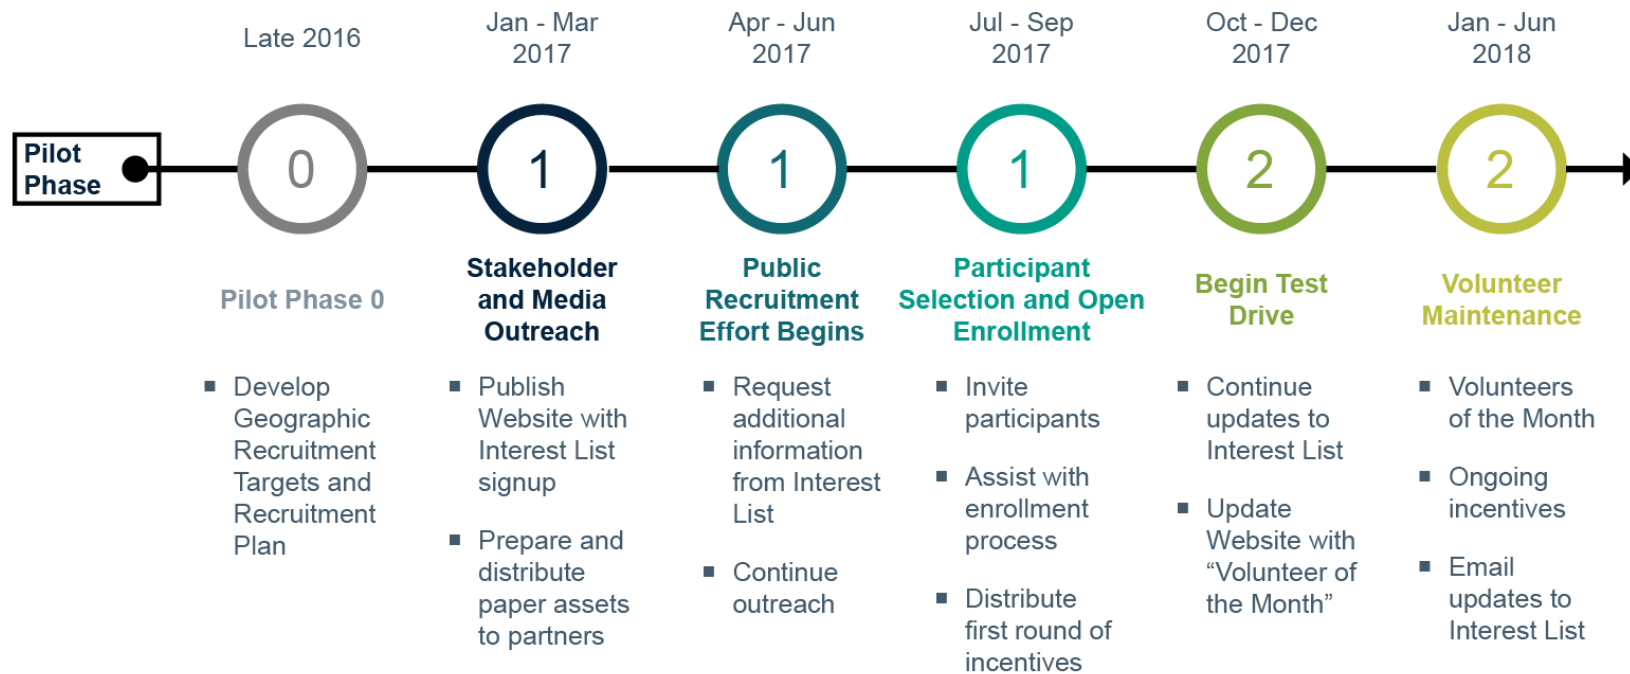 Late 2016
Jan - Mar
2017
Apr - Jun
2017
Jul - Sep
2017
Oct - Dec
2017
Jan - Jun
2018
Pilot
Phase
0
1
1
1
2
2
Pilot Phase 0
Stakeholder
and Media
Outreach
Public
Recruitment
Effort Begins
Participant
Selection and Open
Enrollment
Begin Test
Drive
Volunteer
Maintenance
▪ Develop
Geographic
Recruitment
Targets and
Recruitment
Plan
▪ Publish
Website with
Interest List
signup
▪ Prepare and
distribute
paper assets
to partners
▪ Request
additional
information
from Interest
List
▪ Continue
outreach
▪ Invite
participants
▪ Assist with
enrollment
process
▪ Distribute
first round of
incentives
▪ Continue
updates to
Interest List
▪ Update
Website with
“Volunteer of
the Month”
▪ Volunteers
of the Month
▪ Ongoing
incentives
▪ Email
updates to
Interest List